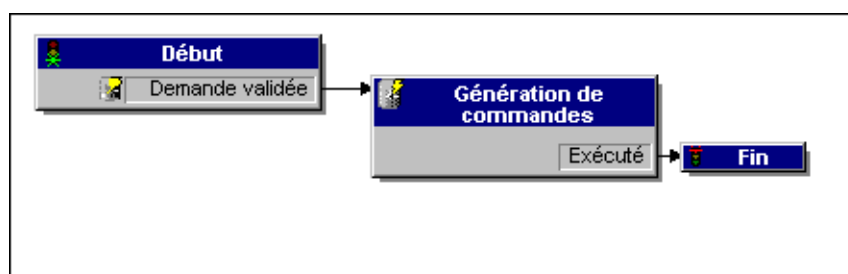 Début
Demande validée
Génération de
commandes
Exécuté
Fin